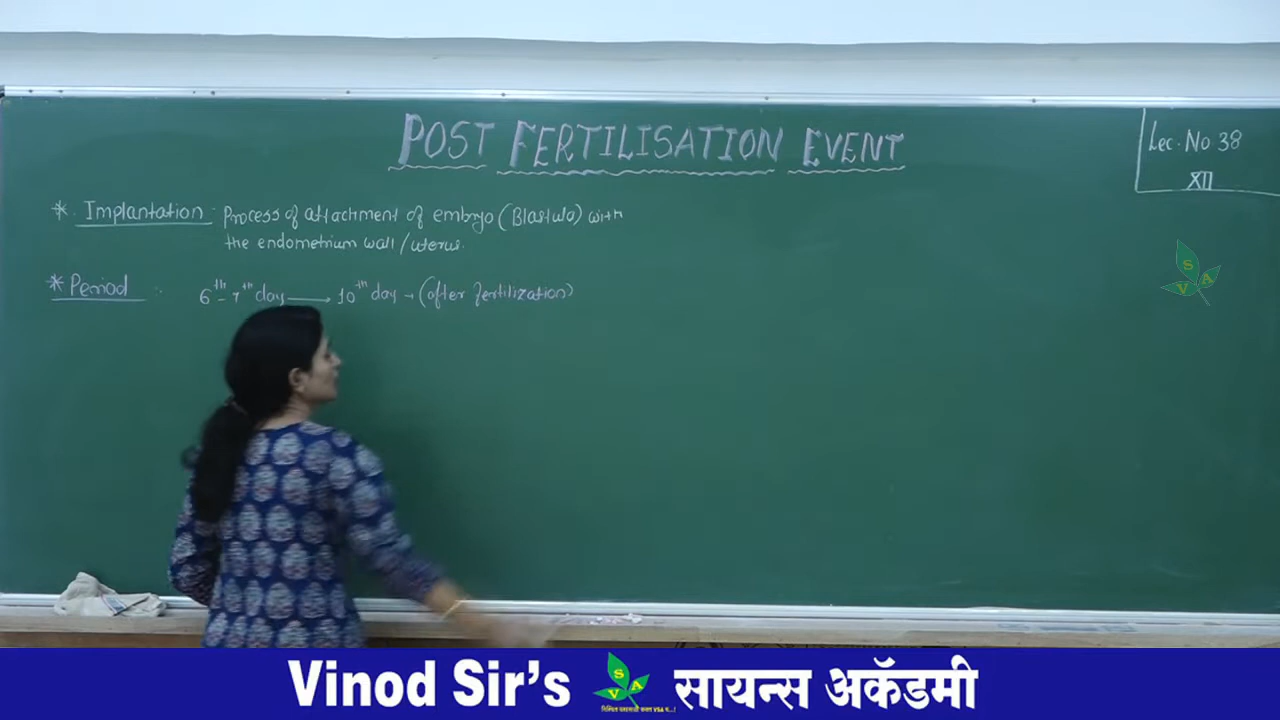 POST FERTILISATION EVENT
Lec. No 38
XII
* Implantation : Process of attachment of embryo (Blastula) with
the endometrium wall / uterus.
* Period : 6th - 7th day → 10th day → (after fertilization)
S
V A
Vinod Sir's SVA सायन्स अकॅडमी